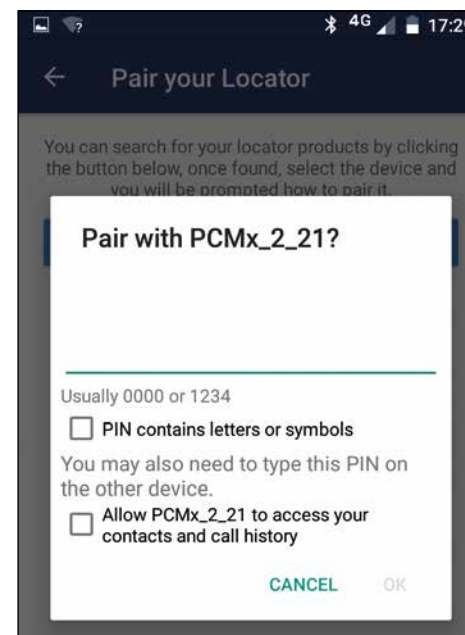 4G 17:29
Pair your Locator
You can search for your locator products by clicking
the button below, once found, select the device and
you will be prompted how to pair it.
Pair with PCMx_2_21?
Usually 0000 or 1234
PIN contains letters or symbols
You may also need to type this PIN on
the other device.
Allow PCMx_2_21 to access your
contacts and call history
CANCEL OK